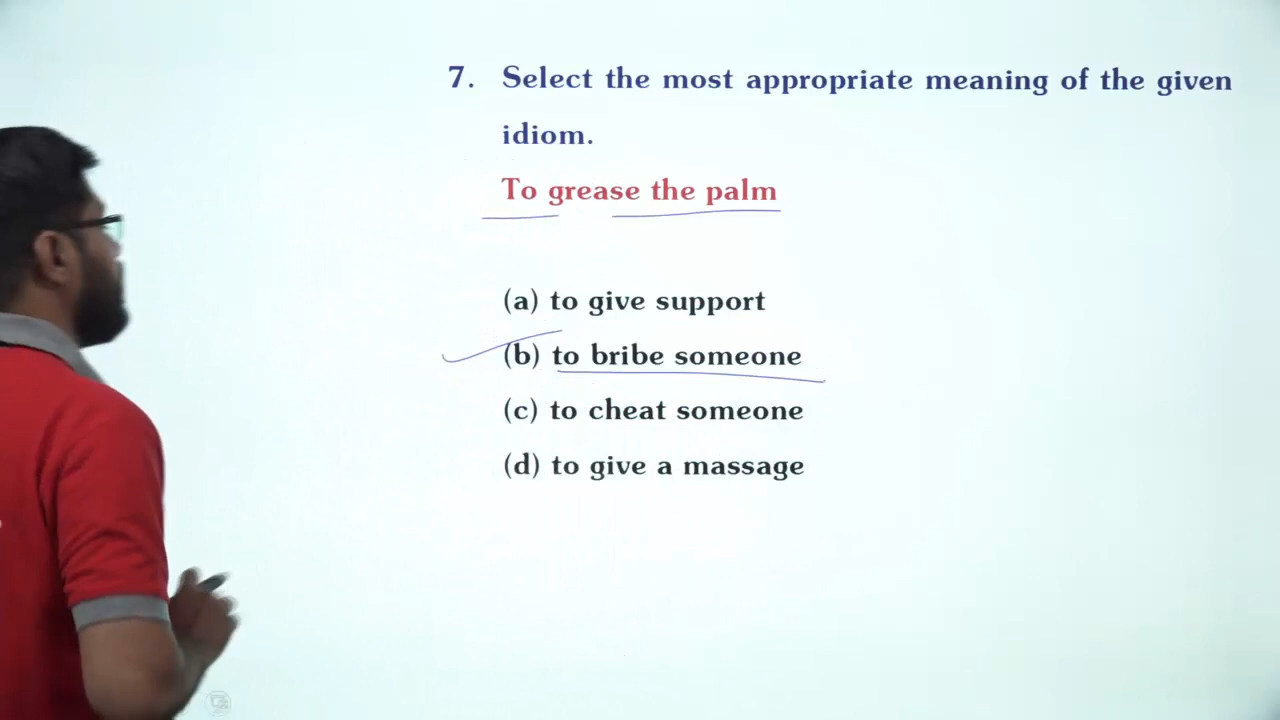 7. Select the most appropriate meaning of the given
idiom.
To grease the palm
(a) to give support
(b) to bribe someone
(c) to cheat someone
(d) to give a massage